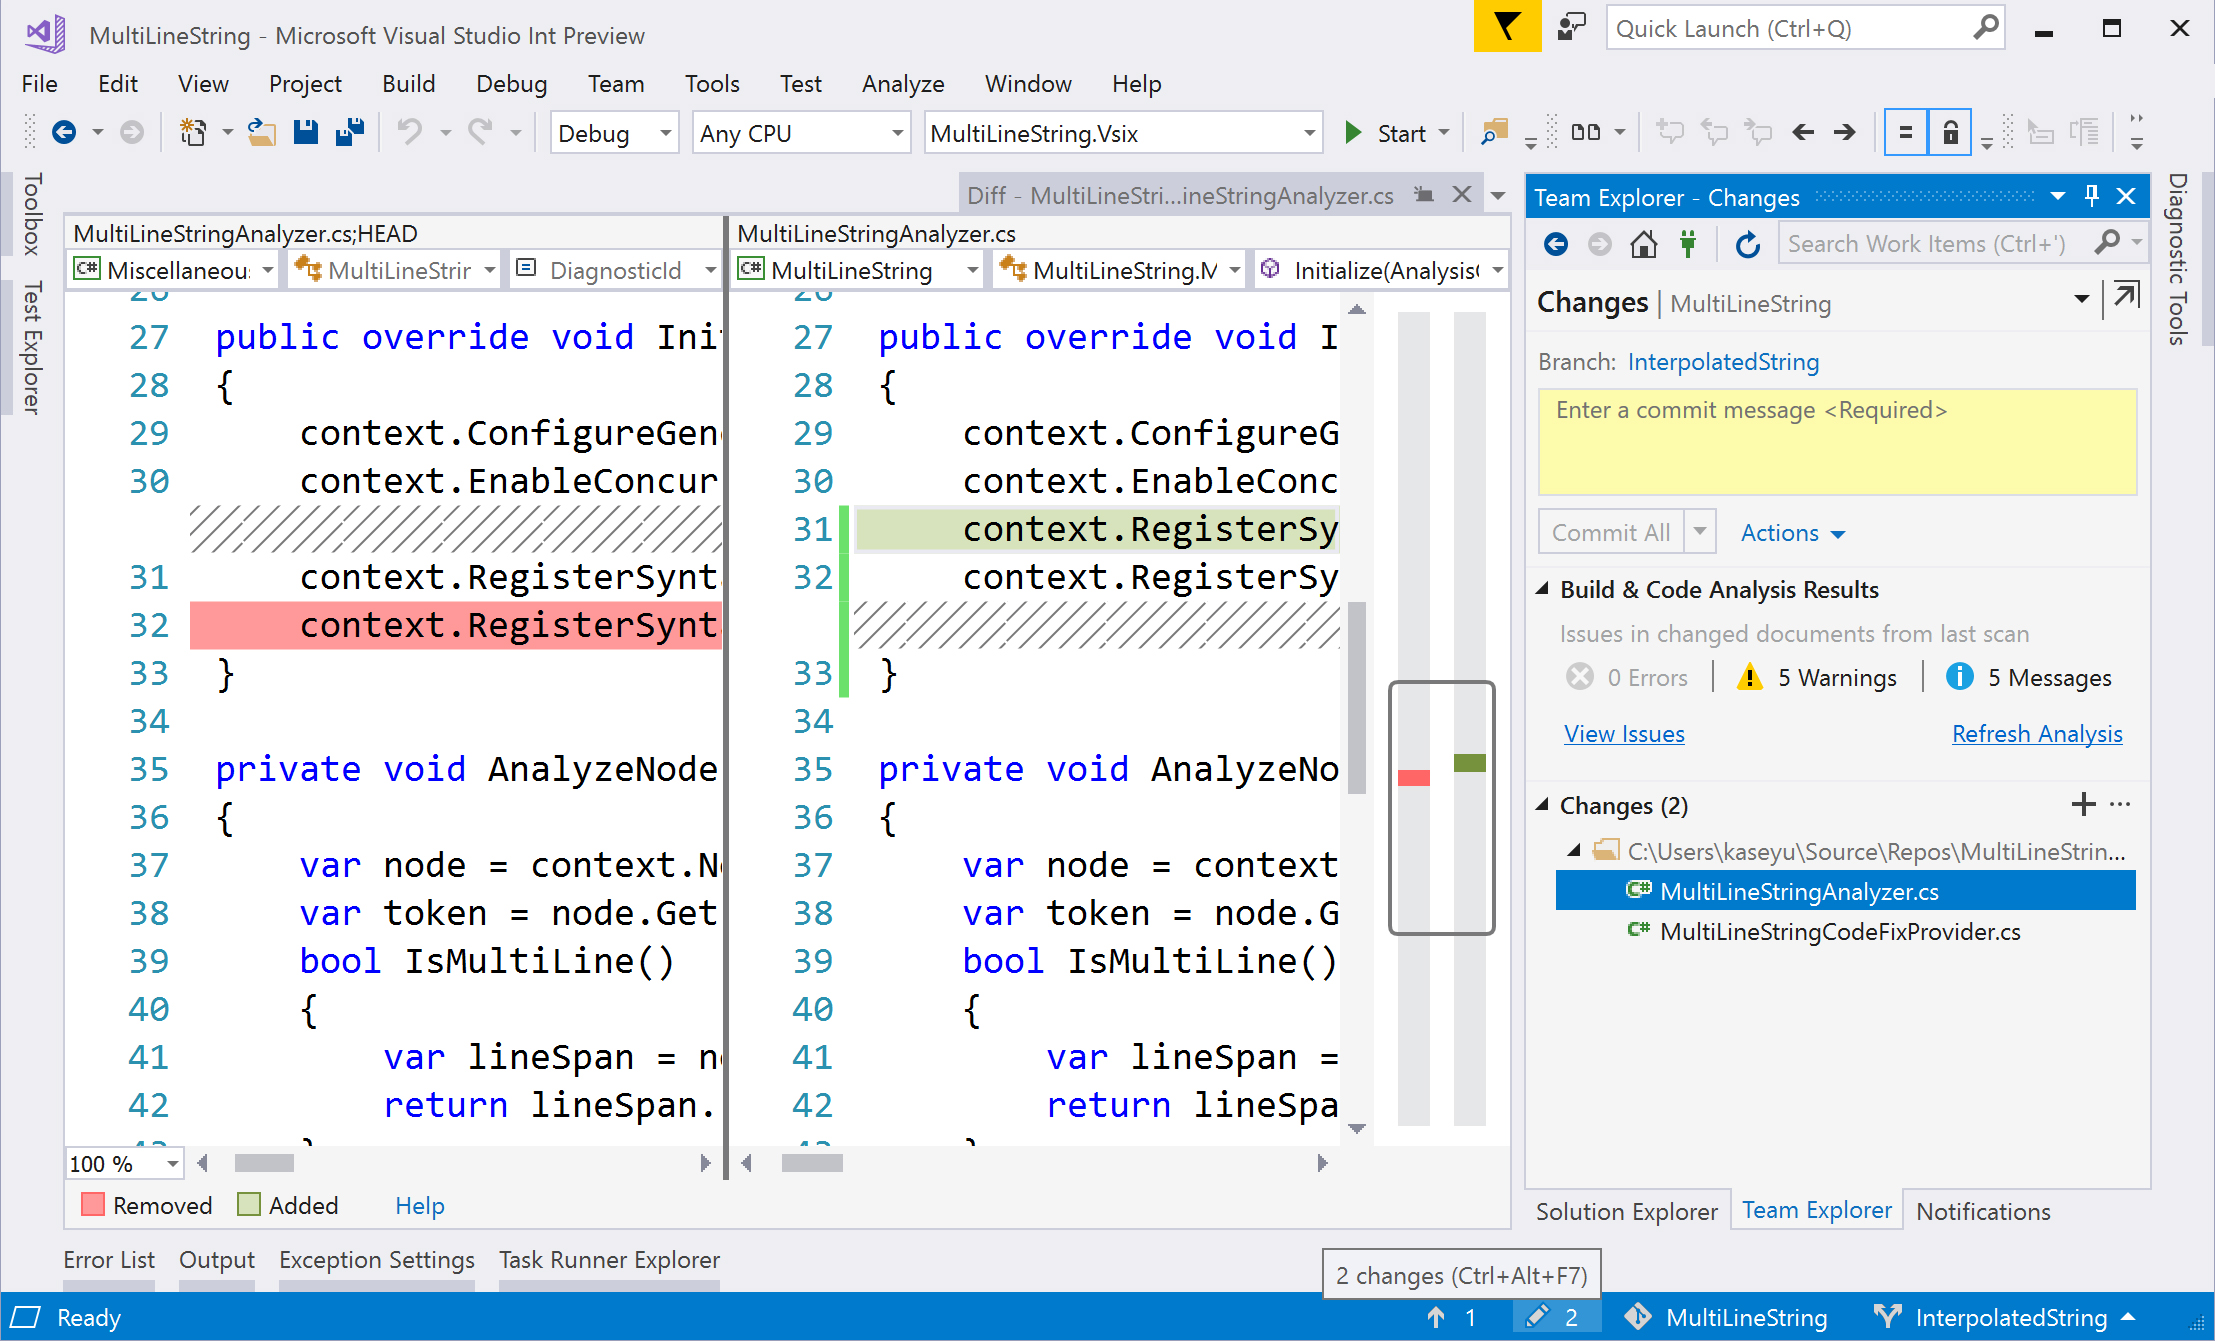 MultiLineString - Microsoft Visual Studio Int Preview
Quick Launch (Ctrl+Q)
File Edit View Project Build Debug Team Tools Test Analyze Window Help
Debug Any CPU MultiLineString.Vsix Start
Toolbox
Test Explorer
Diff - MultiLineStri...ineStringAnalyzer.cs
MultiLineStringAnalyzer.cs;HEAD
C# Miscellaneou MultiLineStrir DiagnosticId
27 public override void Ini
28 {
29 context.ConfigureGen
30 context.EnableConcur
31 context.RegisterSynt
32 context.RegisterSynt
33 }
34
35 private void AnalyzeNode
36 {
37 var node = context.N
38 var token = node.Get
39 bool IsMultiLine()
40 {
41 var lineSpan = n
42 return lineSpan.
100 %
Removed Added Help
MultiLineStringAnalyzer.cs
C# MultiLineString MultiLineString.M Initialize(Analysis
27 public override void I
28 {
29 context.ConfigureG
30 context.EnableConc
31 context.RegisterSy
32 context.RegisterSy
33 }
34
35 private void AnalyzeNo
36 {
37 var node = context
38 var token = node.G
39 bool IsMultiLine()
40 {
41 var lineSpan =
42 return lineSpa
Team Explorer - Changes
Search Work Items (Ctrl+')
Changes | MultiLineString
Branch: InterpolatedString
Enter a commit message <Required>
Commit All Actions
Build & Code Analysis Results
Issues in changed documents from last scan
0 Errors | 5 Warnings | 5 Messages
View Issues Refresh Analysis
Changes (2)
C:\Users\kaseyu\Source\Repos\MultiLineStrin...
C# MultiLineStringAnalyzer.cs
C# MultiLineStringCodeFixProvider.cs
Solution Explorer Team Explorer Notifications
Diagnostic Tools
Error List Output Exception Settings Task Runner Explorer
2 changes (Ctrl+Alt+F7)
Ready 1 2 MultiLineString InterpolatedString